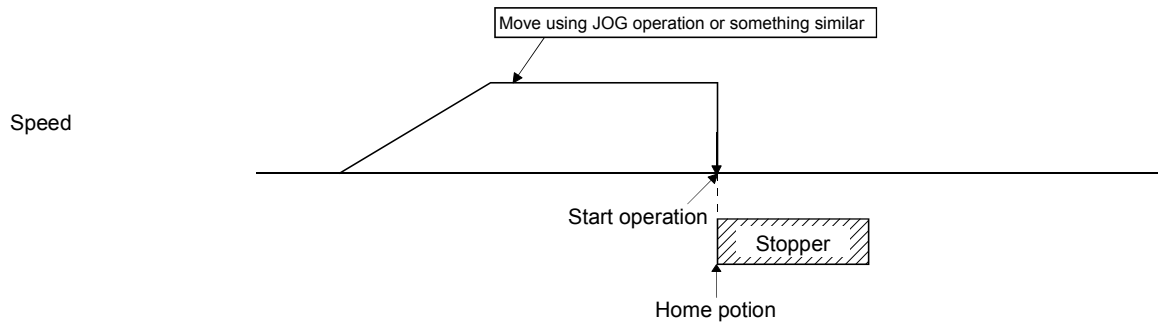 Move using JOG operation or something similar
Speed
Start operation
Stopper
Home potion